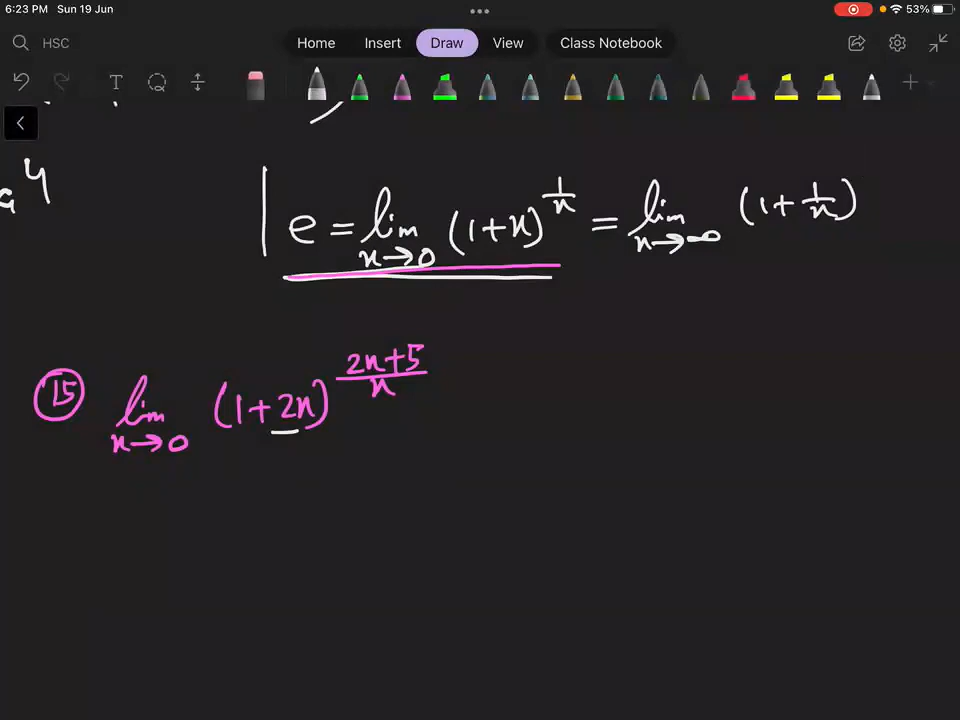 6:23 PM Sun 19 Jun
53%
HSC
Home Insert Draw View Class Notebook
T
4
e = lim x→0 (1+x)^(1/x) = lim x→∞ (1+1/x)
15 lim x→0 (1+2x)^((2x+5)/x)